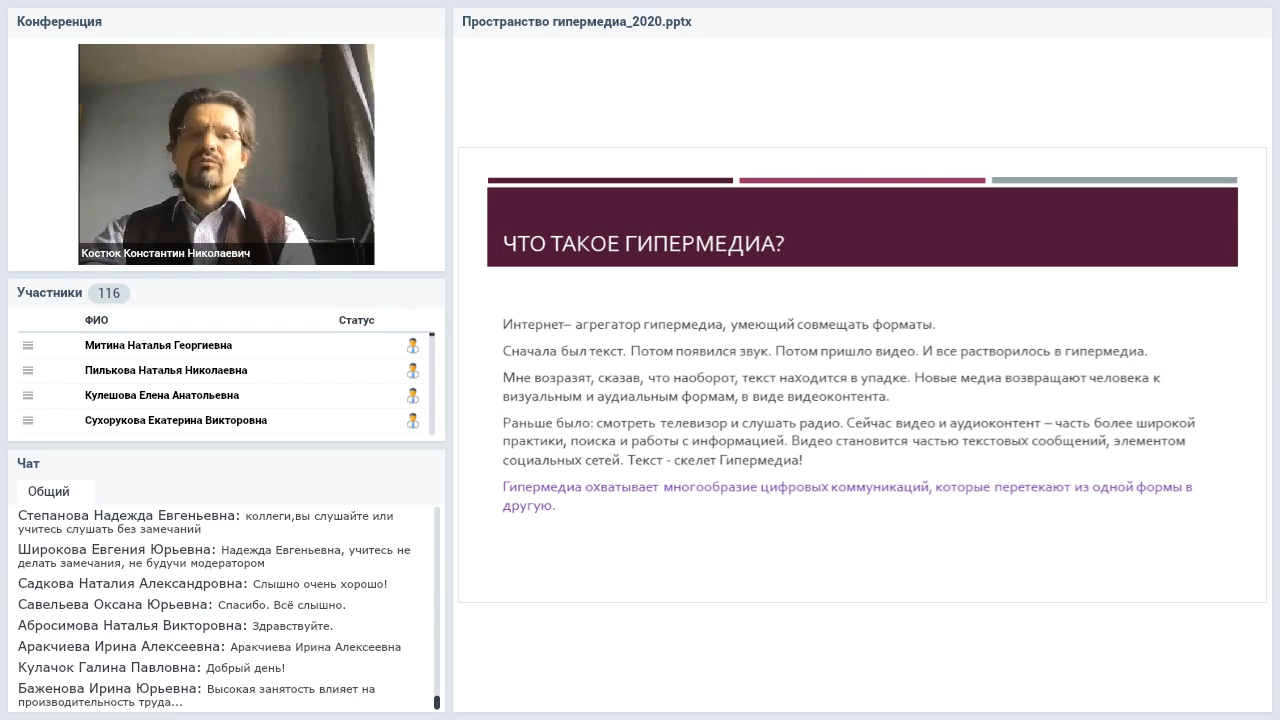 Конференция
Костюк Константин Николаевич
Участники 116
ФИО Статус
Митина Наталья Георгиевна
Пилькова Наталья Николаевна
Кулешова Елена Анатольевна
Сухорукова Екатерина Викторовна
Чат
Общий
Степанова Надежда Евгеньевна: коллеги,вы слушайте или
учитесь слушать без замечаний
Широкова Евгения Юрьевна: Надежда Евгеньевна, учитесь не
делать замечания, не будучи модератором
Садкова Наталия Александровна: Слышно очень хорошо!
Савельева Оксана Юрьевна: Спасибо. Всё слышно.
Абросимова Наталья Викторовна: Здравствуйте.
Аракчиева Ирина Алексеевна: Аракчиева Ирина Алексеевна
Кулачок Галина Павловна: Добрый день!
Баженова Ирина Юрьевна: Высокая занятость влияет на
производительность труда...
Пространство гипермедиа_2020.pptx
ЧТО ТАКОЕ ГИПЕРМЕДИА?
Интернет– агрегатор гипермедиа, умеющий совмещать форматы.
Сначала был текст. Потом появился звук. Потом пришло видео. И все растворилось в гипермедиа.
Мне возразят, сказав, что наоборот, текст находится в упадке. Новые медиа возвращают человека к
визуальным и аудиальным формам, в виде видеоконтента.
Раньше было: смотреть телевизор и слушать радио. Сейчас видео и аудиоконтент – часть более широкой
практики, поиска и работы с информацией. Видео становится частью текстовых сообщений, элементом
социальных сетей. Текст - скелет Гипермедиа!
Гипермедиа охватывает многообразие цифровых коммуникаций, которые перетекают из одной формы в
другую.